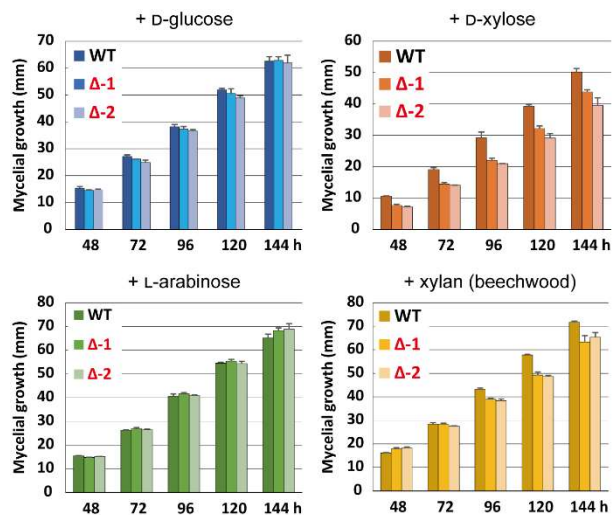 + D-glucose
Mycelial growth (mm)
70
60
50
40
30
20
10
0
WT
Δ-1
Δ-2
48 72 96 120 144 h
+ D-xylose
Mycelial growth (mm)
60
50
40
30
20
10
0
WT
Δ-1
Δ-2
48 72 96 120 144 h
+ L-arabinose
Mycelial growth (mm)
80
70
60
50
40
30
20
10
0
WT
Δ-1
Δ-2
48 72 96 120 144 h
+ xylan (beechwood)
Mycelial growth (mm)
80
70
60
50
40
30
20
10
0
WT
Δ-1
Δ-2
48 72 96 120 144 h